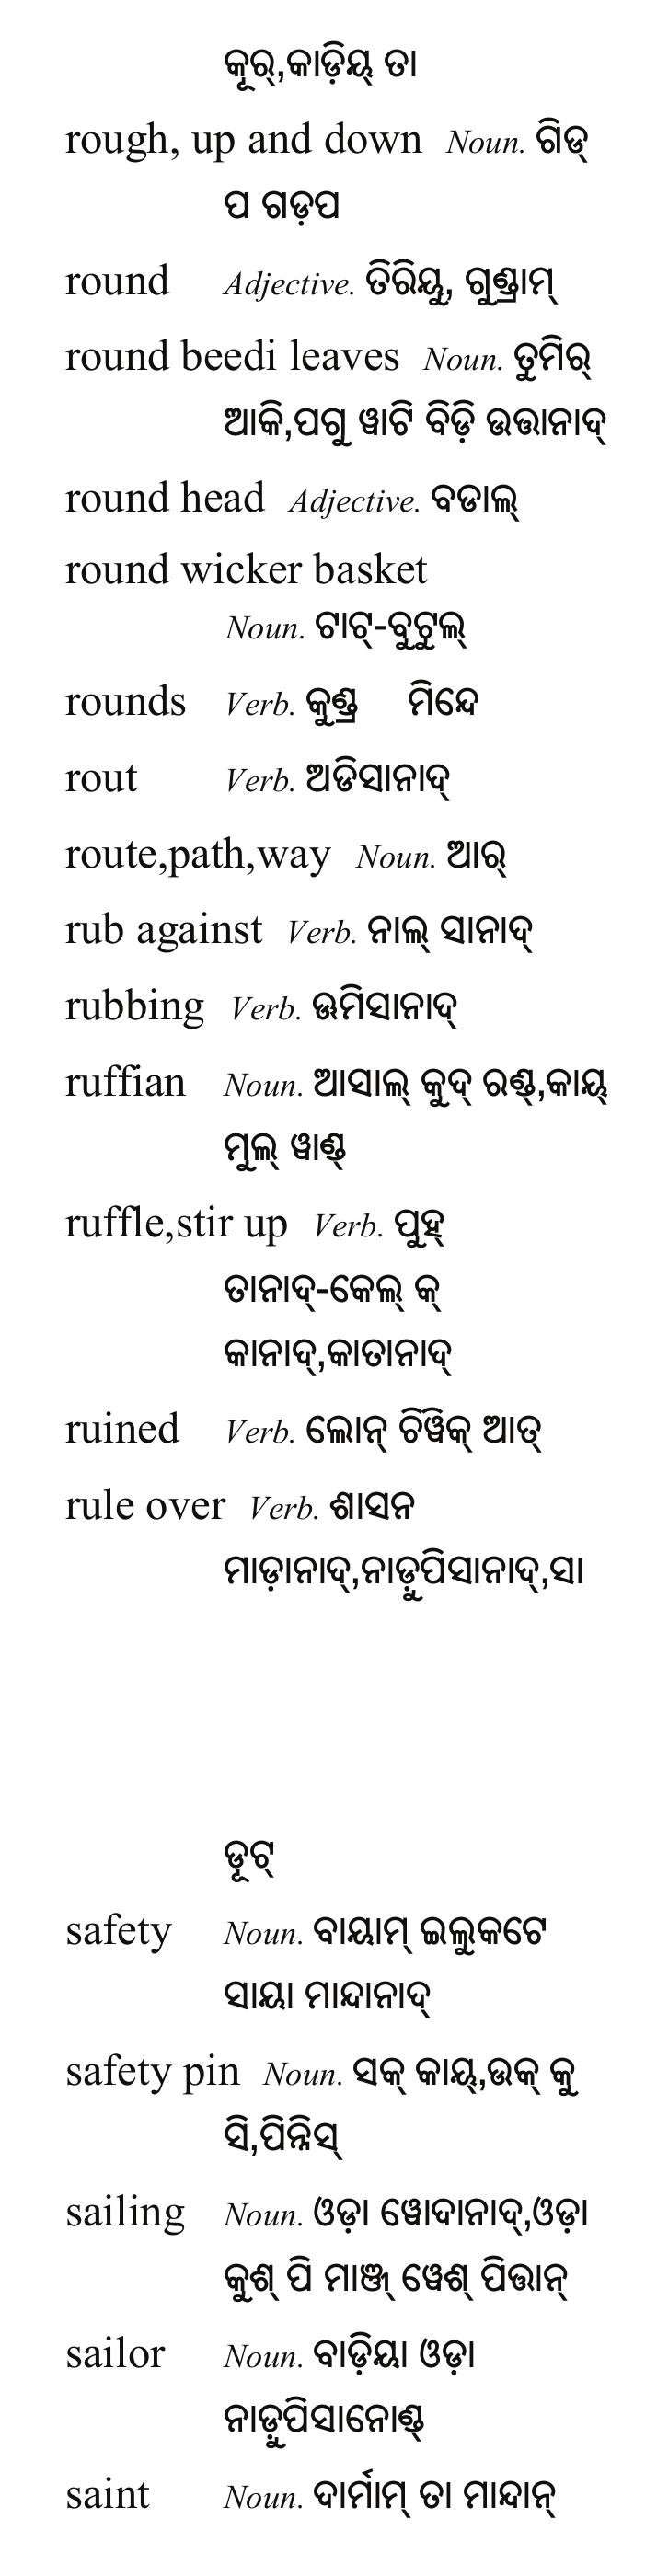 କୂର୍,କାଡ଼ିୟ୍ ତା
rough, up and down Noun. ଗିଡ୍
ପ ଗଡ଼ପ
round Adjective. ତିରିୟୁ, ଗୁଣ୍ଡ୍ରାମ୍
round beedi leaves Noun. ତୁମିର୍
ଆକି,ପଗୁ ୱାଟି ବିଡ଼ି ଉତ୍ତାନାଦ୍
round head Adjective. ବଡାଲ୍
round wicker basket
Noun. ଟାଟ୍-ବୁଟୁଲ୍
rounds Verb. କୁଣ୍ଡ୍ର ମିନ୍ଦେ
rout Verb. ଅଡିସାନାଦ୍
route,path,way Noun. ଆର୍
rub against Verb. ନାଲ୍ ସାନାଦ୍
rubbing Verb. ଊମିସାନାଦ୍
ruffian Noun. ଆସାଲ୍ କୁଦ୍ ରଣ୍ଡ୍,କାୟ୍
ମୁଲ୍ ୱାଣ୍ଡ୍
ruffle,stir up Verb. ପୁହ୍
ତାନାଦ୍-କେଲ୍ କ୍
କାନାଦ୍,କାତାନାଦ୍
ruined Verb. ଲୋନ୍ ଚିୱିକ୍ ଆତ୍
rule over Verb. ଶାସନ
ମାଡ଼ାନାଦ୍,ନାଡ଼ୁପିସାନାଦ୍,ସା
ଡ଼ୂଟ୍
safety Noun. ବାୟାମ୍ ଇଲୁକଟେ
ସାୟା ମାନ୍ଦାନାଦ୍
safety pin Noun. ସକ୍ କାୟ୍,ଉକ୍ କୁ
ସି,ପିନ୍ନିସ୍
sailing Noun. ଓଡ଼ା ୱୋଦାନାଦ୍,ଓଡ଼ା
କୁଶ୍ ପି ମାଞ୍ଜ୍ ୱେଶ୍ ପିତ୍ତାନ୍
sailor Noun. ବାଡ଼ିୟା ଓଡ଼ା
ନାଡ଼ୁପିସାନୋଣ୍ଡ୍
saint Noun. ଦାର୍ମାମ୍ ତା ମାନ୍ଦାନ୍